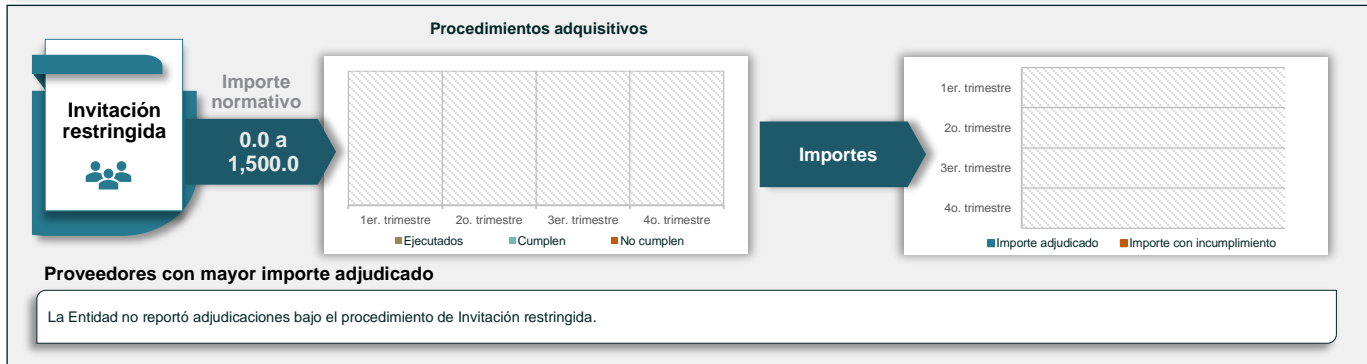 Procedimientos adquisitivos
Invitación
restringida
Importe
normativo
0.0 a
1,500.0
1er. trimestre 2o. trimestre 3er. trimestre 4o. trimestre
Ejecutados Cumplen No cumplen
Importes
1er. trimestre
2o. trimestre
3er. trimestre
4o. trimestre
Importe adjudicado Importe con incumplimiento
Proveedores con mayor importe adjudicado
La Entidad no reportó adjudicaciones bajo el procedimiento de Invitación restringida.